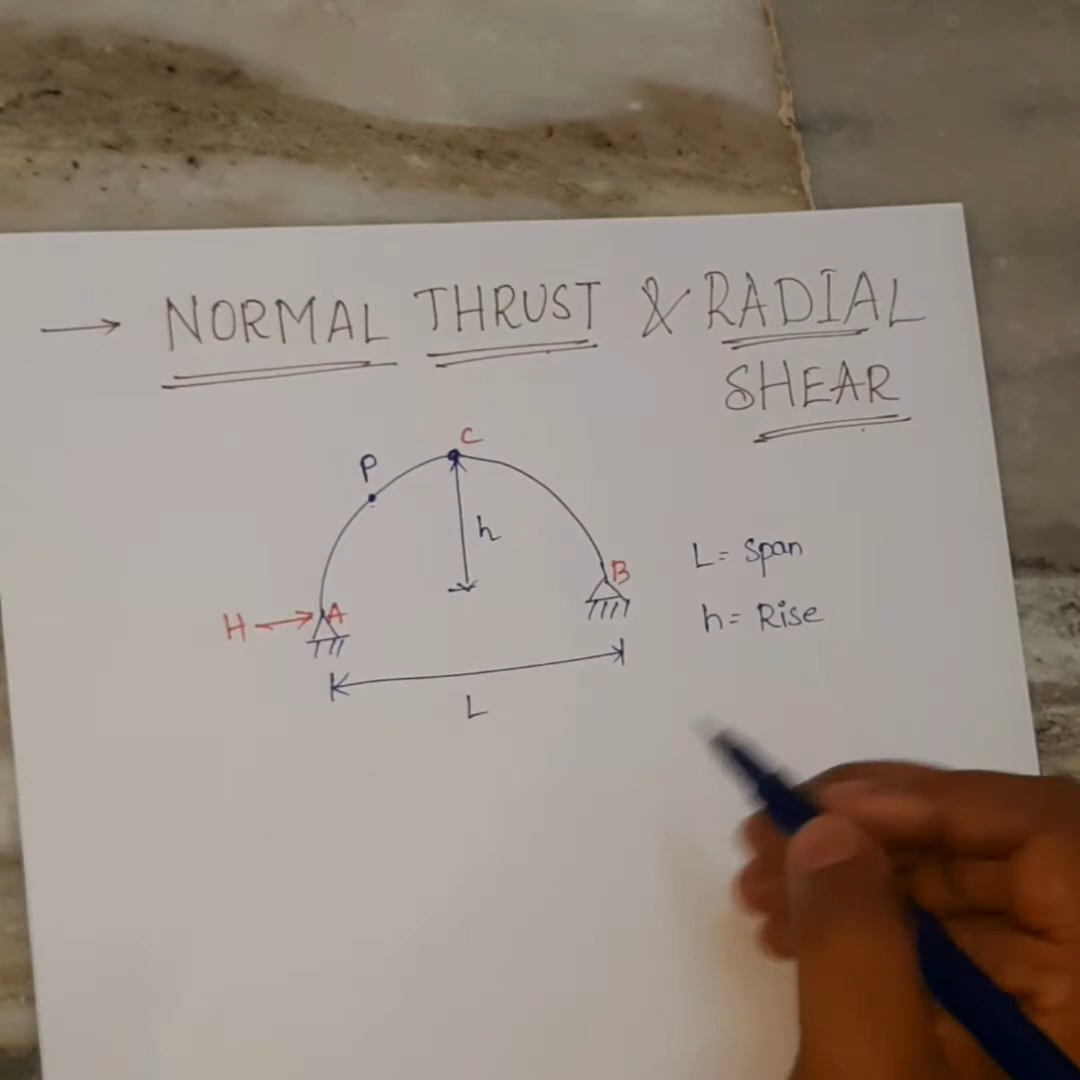 → NORMAL THRUST & RADIAL
SHEAR
C
P
h
B
L = Span
H → A
h = Rise
L